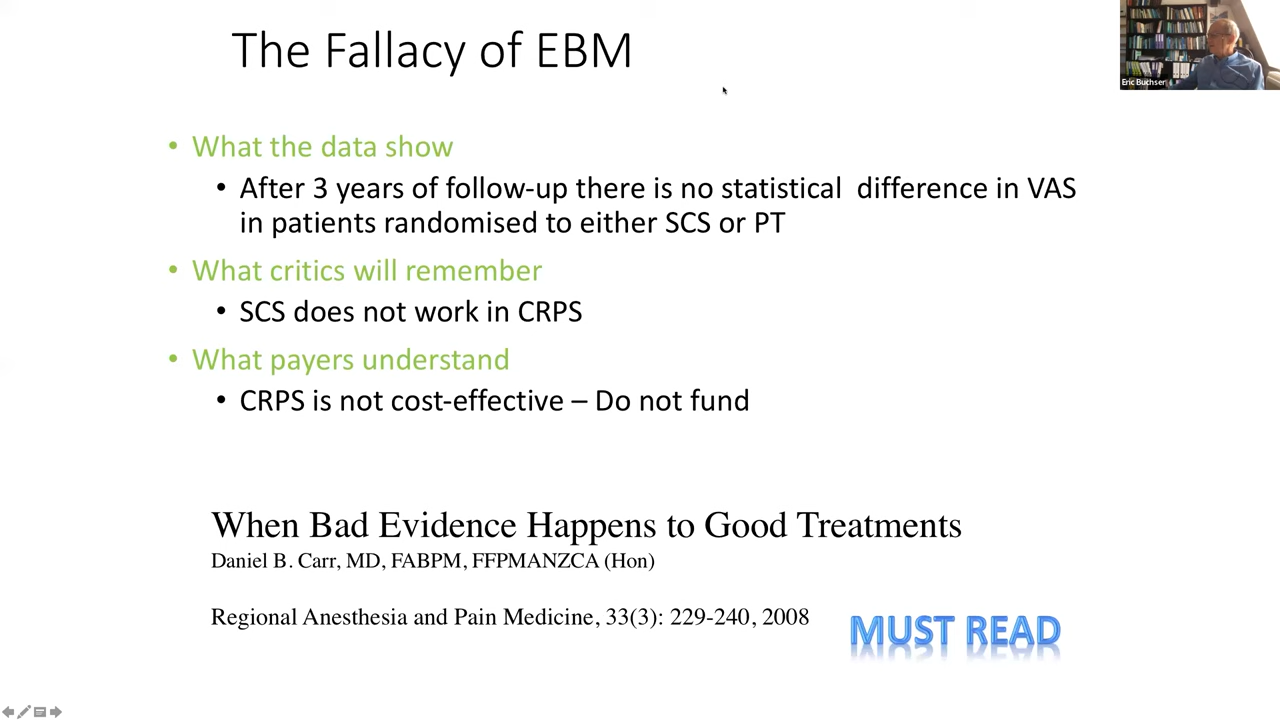 The Fallacy of EBM
Eric Buchser
• What the data show
• After 3 years of follow-up there is no statistical difference in VAS
in patients randomised to either SCS or PT
• What critics will remember
• SCS does not work in CRPS
• What payers understand
• CRPS is not cost-effective – Do not fund
When Bad Evidence Happens to Good Treatments
Daniel B. Carr, MD, FABPM, FFPMANZCA (Hon)
Regional Anesthesia and Pain Medicine, 33(3): 229-240, 2008
MUST READ